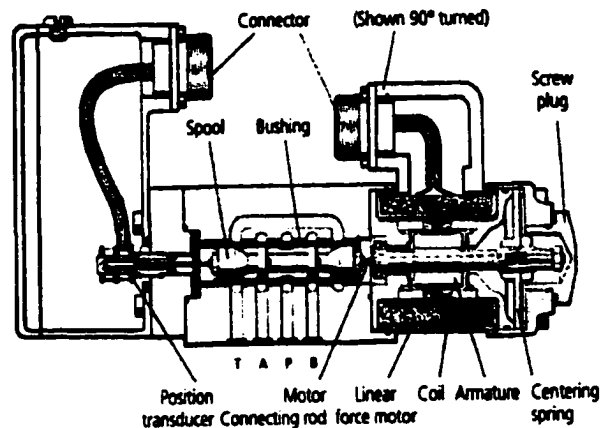 Connector
(Shown 90° turned)
Screw
plug
Spool
Bushing
T A P B
Position
transducer
Motor
Connecting rod
Linear
force motor
Coil
Armature
Centering
spring